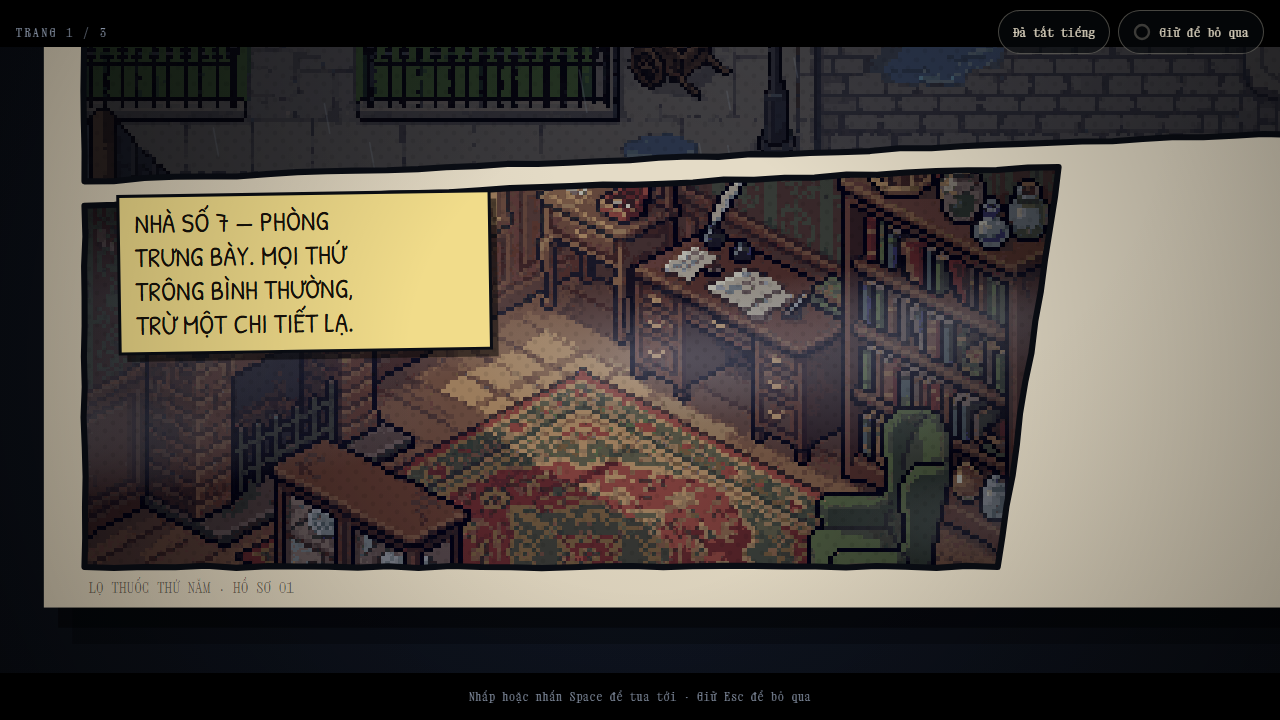 TRANG 1 / 3
Đã tắt tiếng
Giữ để bỏ qua
NHÀ SỐ 7 — PHÒNG
TRƯNG BÀY. MỌI THỨ
TRÔNG BÌNH THƯỜNG,
TRỪ MỘT CHI TIẾT LẠ.
LỌ THUỐC THỨ NĂM · HỒ SƠ 01
Nhấp hoặc nhấn Space để tua tới · Giữ Esc để bỏ qua